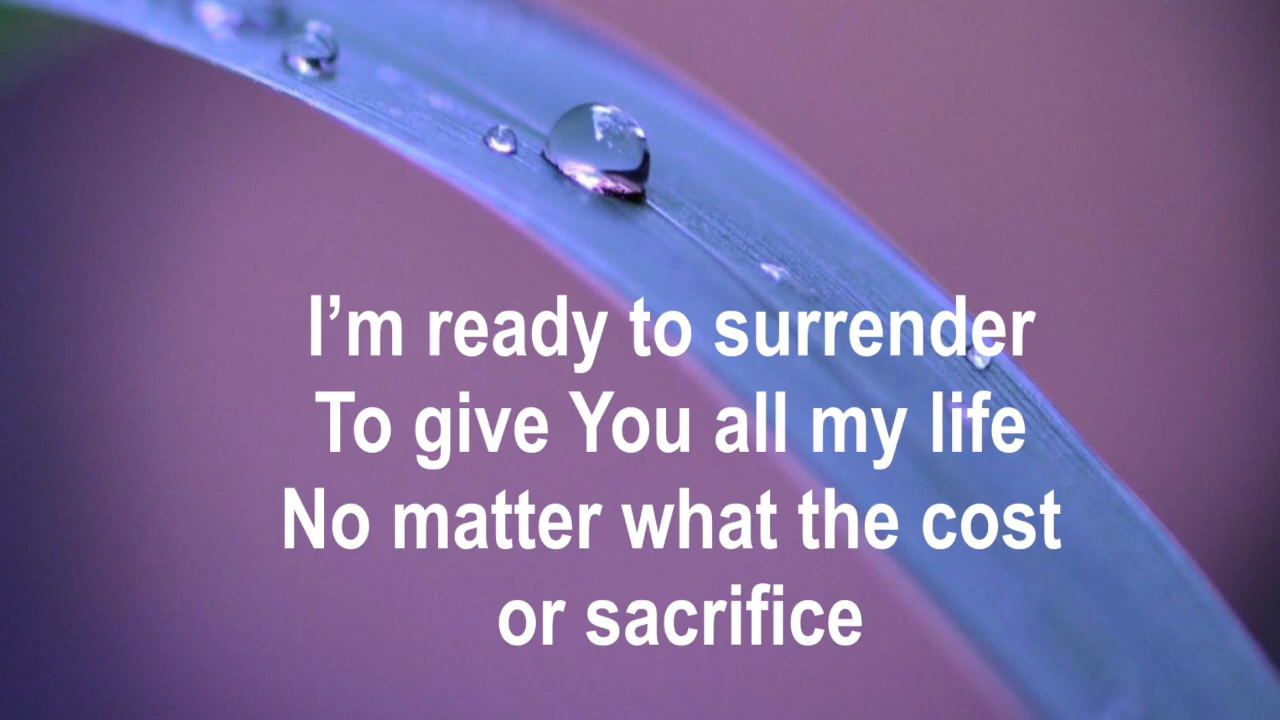 I’m ready to surrender
To give You all my life
No matter what the cost
or sacrifice